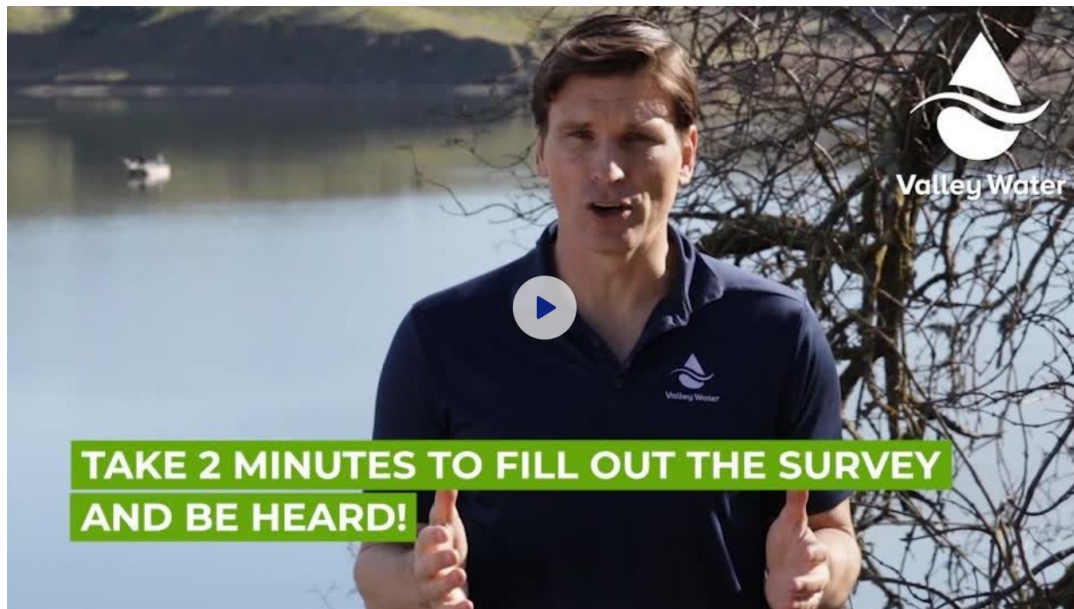 Valley Water
Valley Water
TAKE 2 MINUTES TO FILL OUT THE SURVEY
AND BE HEARD!